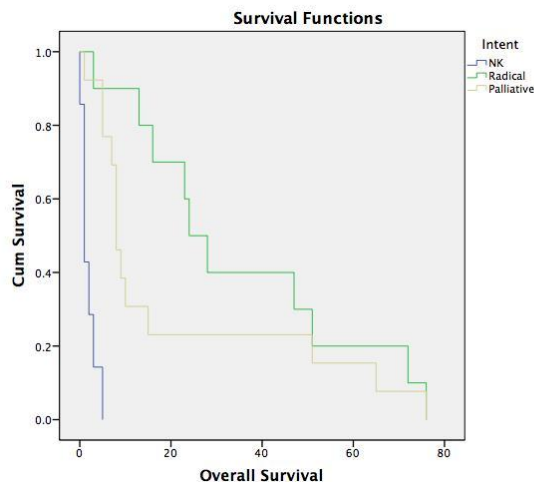 Survival Functions
Intent
NK
Radical
Palliative
Cum Survival
1.0
0.8
0.6
0.4
0.2
0.0
0
20
40
60
80
Overall Survival